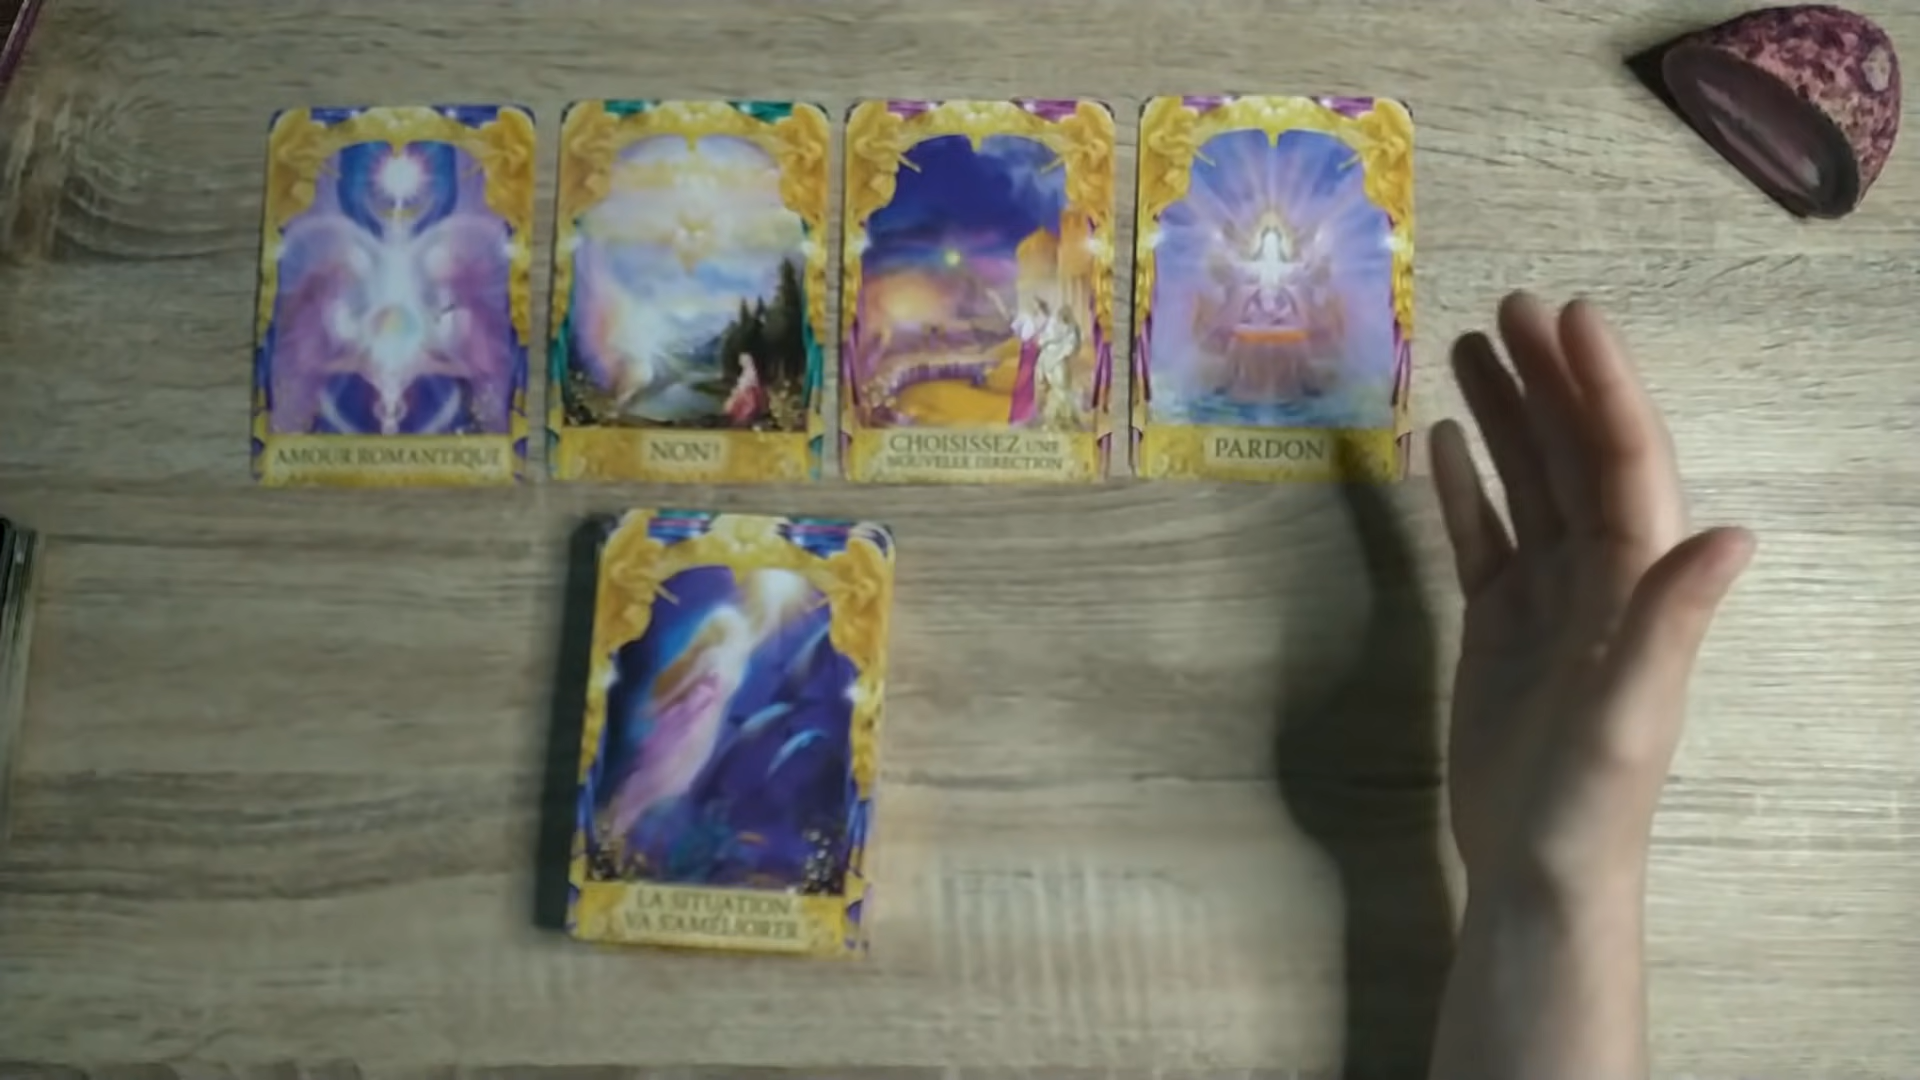 AMOUR ROMANTIQUE
NON!
CHOISISSEZ UNE
NOUVELLE DIRECTION
PARDON
LA SITUATION
VA S'AMÉLIORER